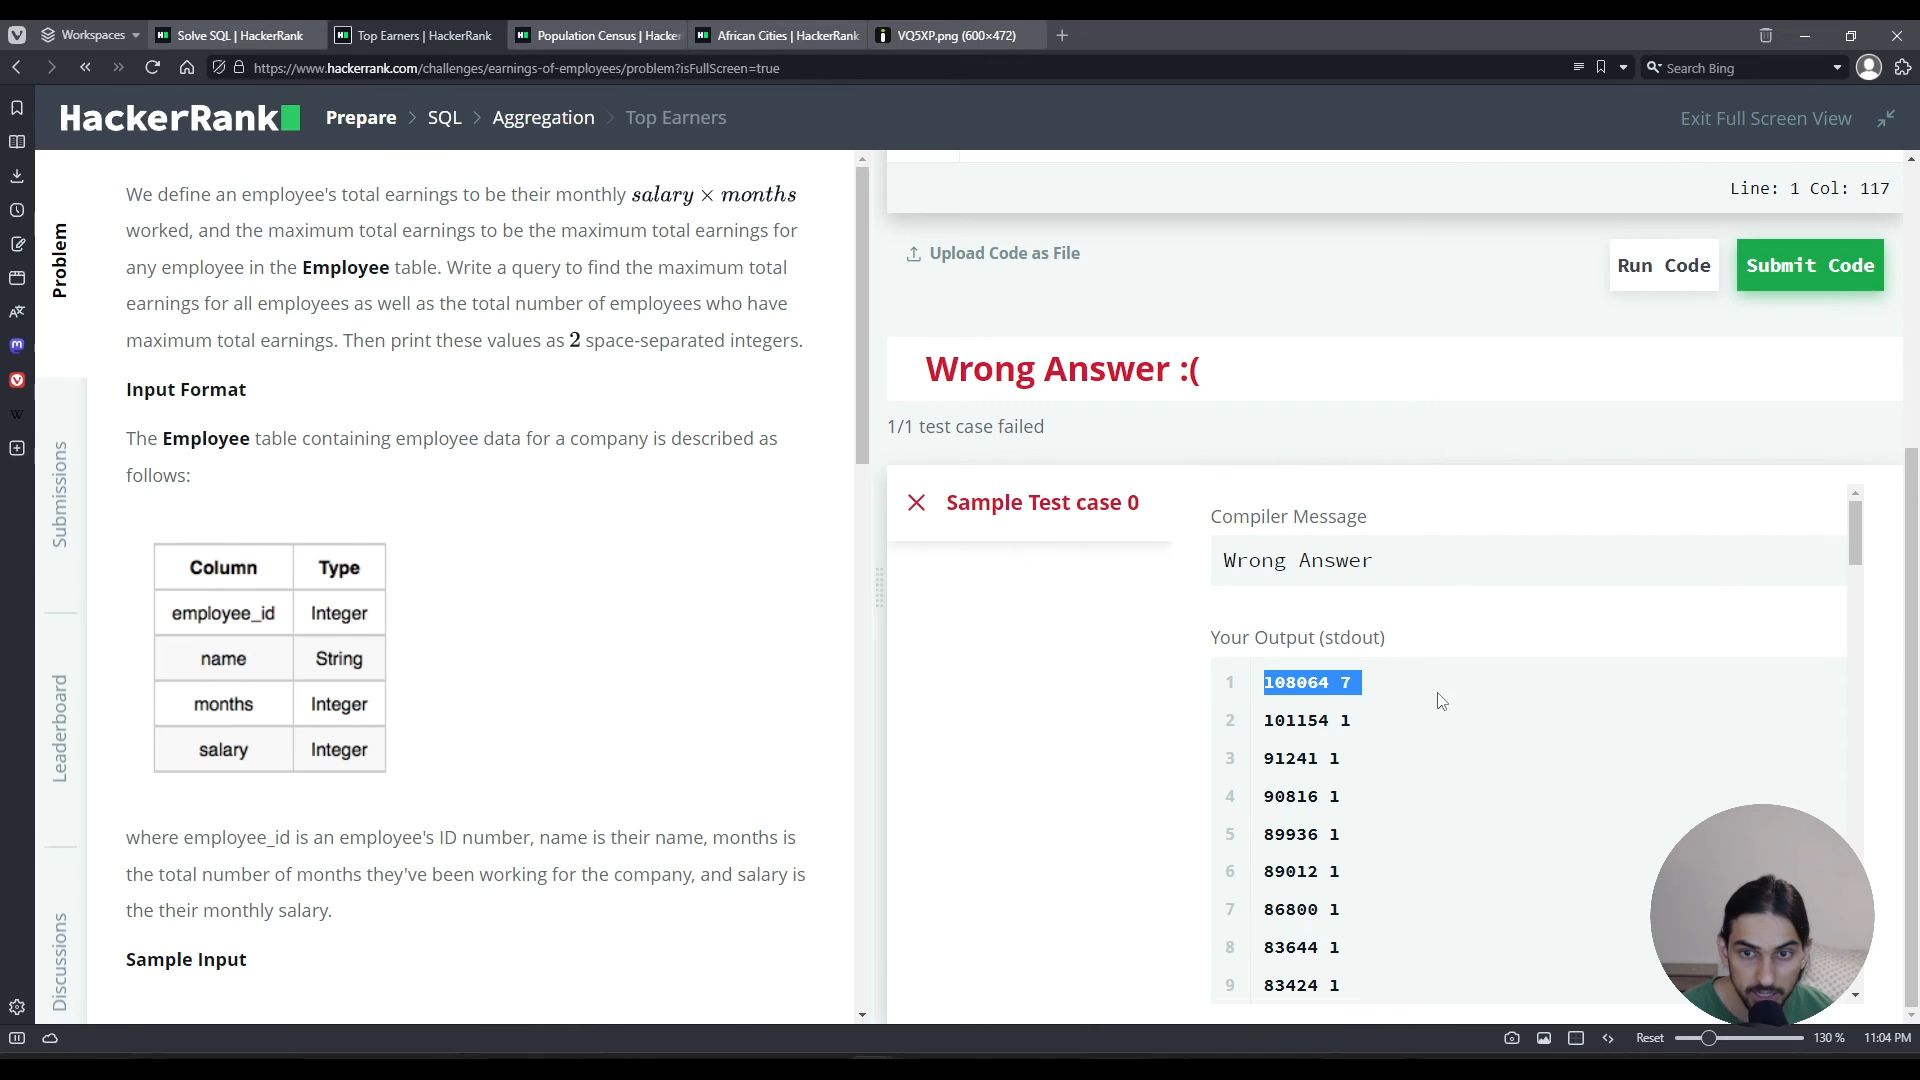 Workspaces
Solve SQL | HackerRank
Top Earners | HackerRank
Population Census | Hacker
African Cities | HackerRank
VQ5XP.png (600×472)
https://www.hackerrank.com/challenges/earnings-of-employees/problem?isFullScreen=true
Search Bing
HackerRank
Prepare > SQL > Aggregation > Top Earners
Exit Full Screen View
Problem
Submissions
Leaderboard
Discussions
We define an employee's total earnings to be their monthly salary × months
worked, and the maximum total earnings to be the maximum total earnings for
any employee in the Employee table. Write a query to find the maximum total
earnings for all employees as well as the total number of employees who have
maximum total earnings. Then print these values as 2 space-separated integers.
Input Format
The Employee table containing employee data for a company is described as
follows:
Column Type
employee_id Integer
name String
months Integer
salary Integer
where employee_id is an employee's ID number, name is their name, months is
the total number of months they've been working for the company, and salary is
the their monthly salary.
Sample Input
Line: 1 Col: 117
Upload Code as File
Run Code
Submit Code
Wrong Answer :(
1/1 test case failed
Sample Test case 0
Compiler Message
Wrong Answer
Your Output (stdout)
1 108064 7
2 101154 1
3 91241 1
4 90816 1
5 89936 1
6 89012 1
7 86800 1
8 83644 1
9 83424 1
Reset
130 %
11:04 PM